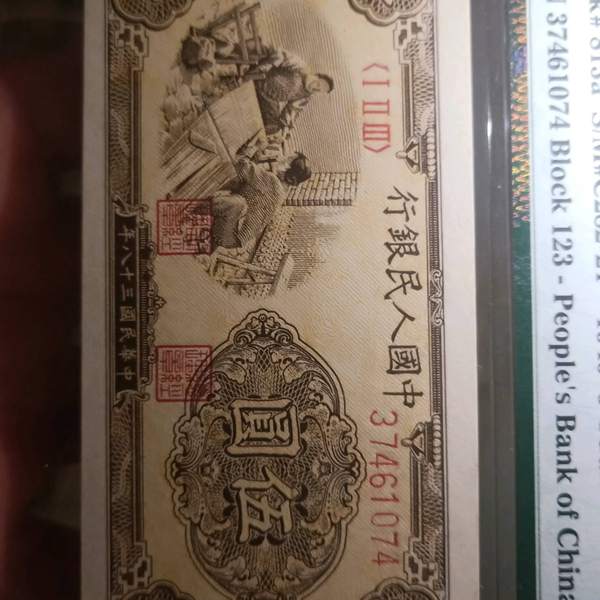 中國人民銀行
〈I II III〉 37461074
伍圓
中華民國三十八年
813a
37461074 Block 123 - People's Bank of China